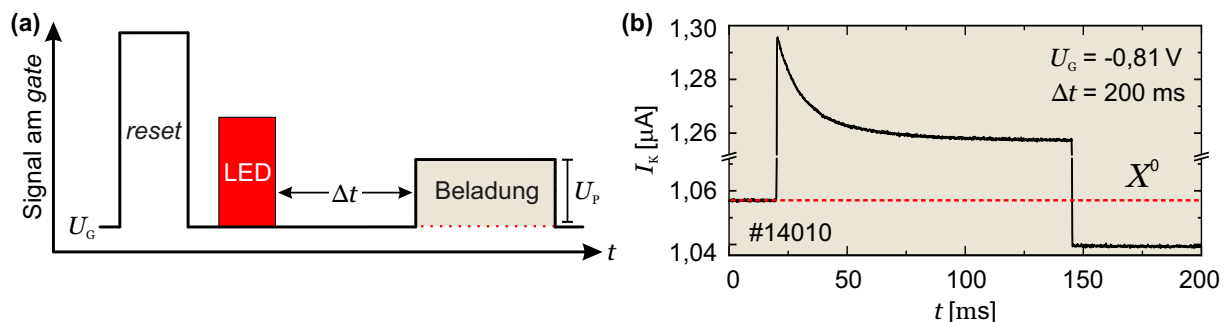 (a)
Signal am gate
reset
LED
Δt
Beladung
U_P
U_G
t
(b)
1,30
1,28
1,26
1,06
1,04
I_K [µA]
U_G = -0,81 V
Δt = 200 ms
X⁰
#14010
0 50 100 150 200
t [ms]